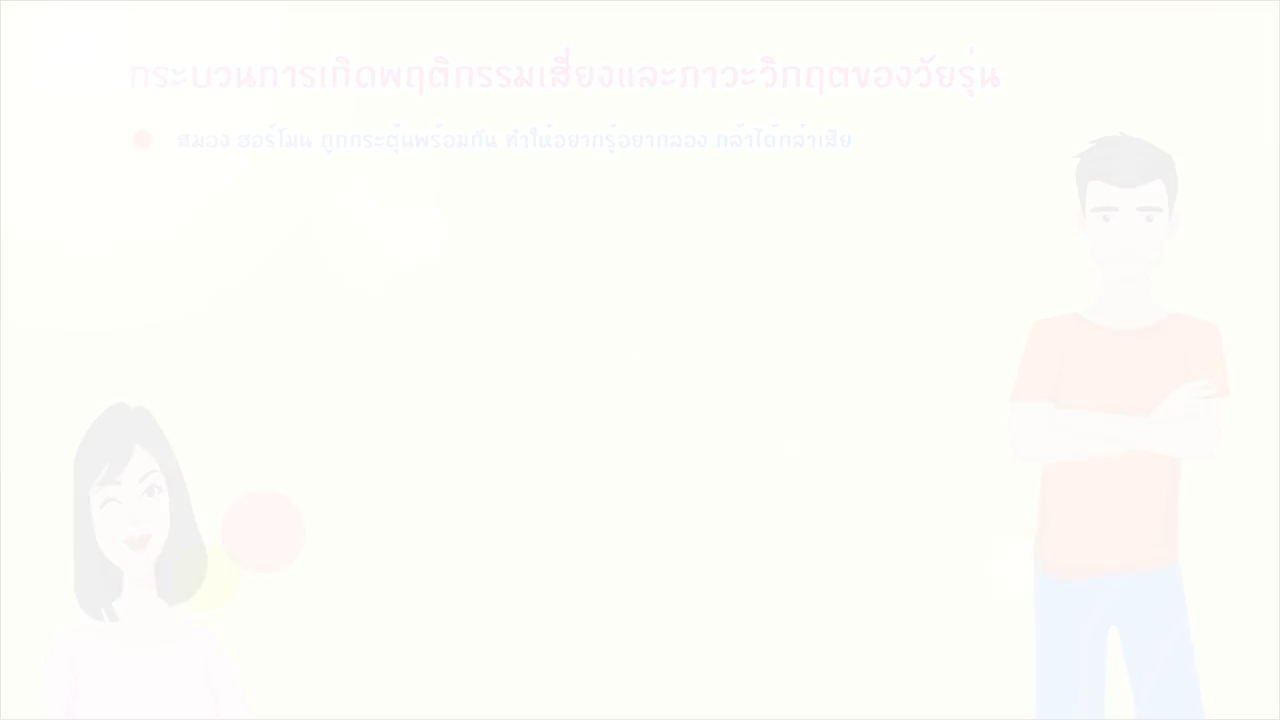 กระบวนการเกิดพฤติกรรมเสี่ยงและภาวะวิกฤตของวัยรุ่น
สมอง ฮอร์โมน ถูกกระตุ้นพร้อมกัน ทำให้อยากรู้อยากลอง กล้าได้กล้าเสีย